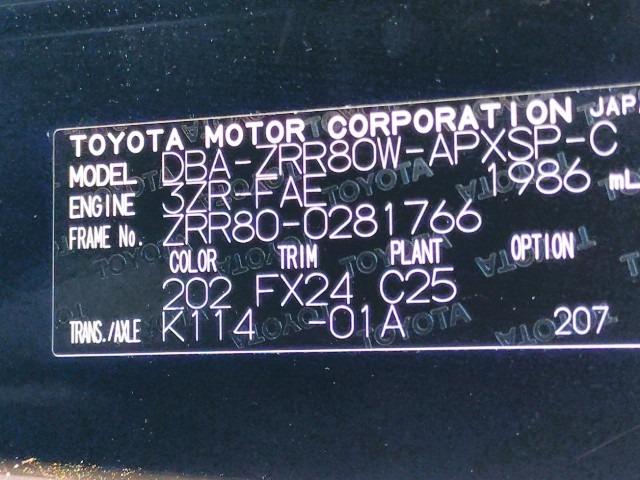 TOYOTA MOTOR CORPORATION JAP
MODEL DBA-ZRR80W-APXSP-C
ENGINE 3ZR-FAE 1986 mL
FRAME No. ZRR80-0281766
COLOR TRIM PLANT OPTION
202 FX24 C25
TRANS./AXLE K114 -01A 207